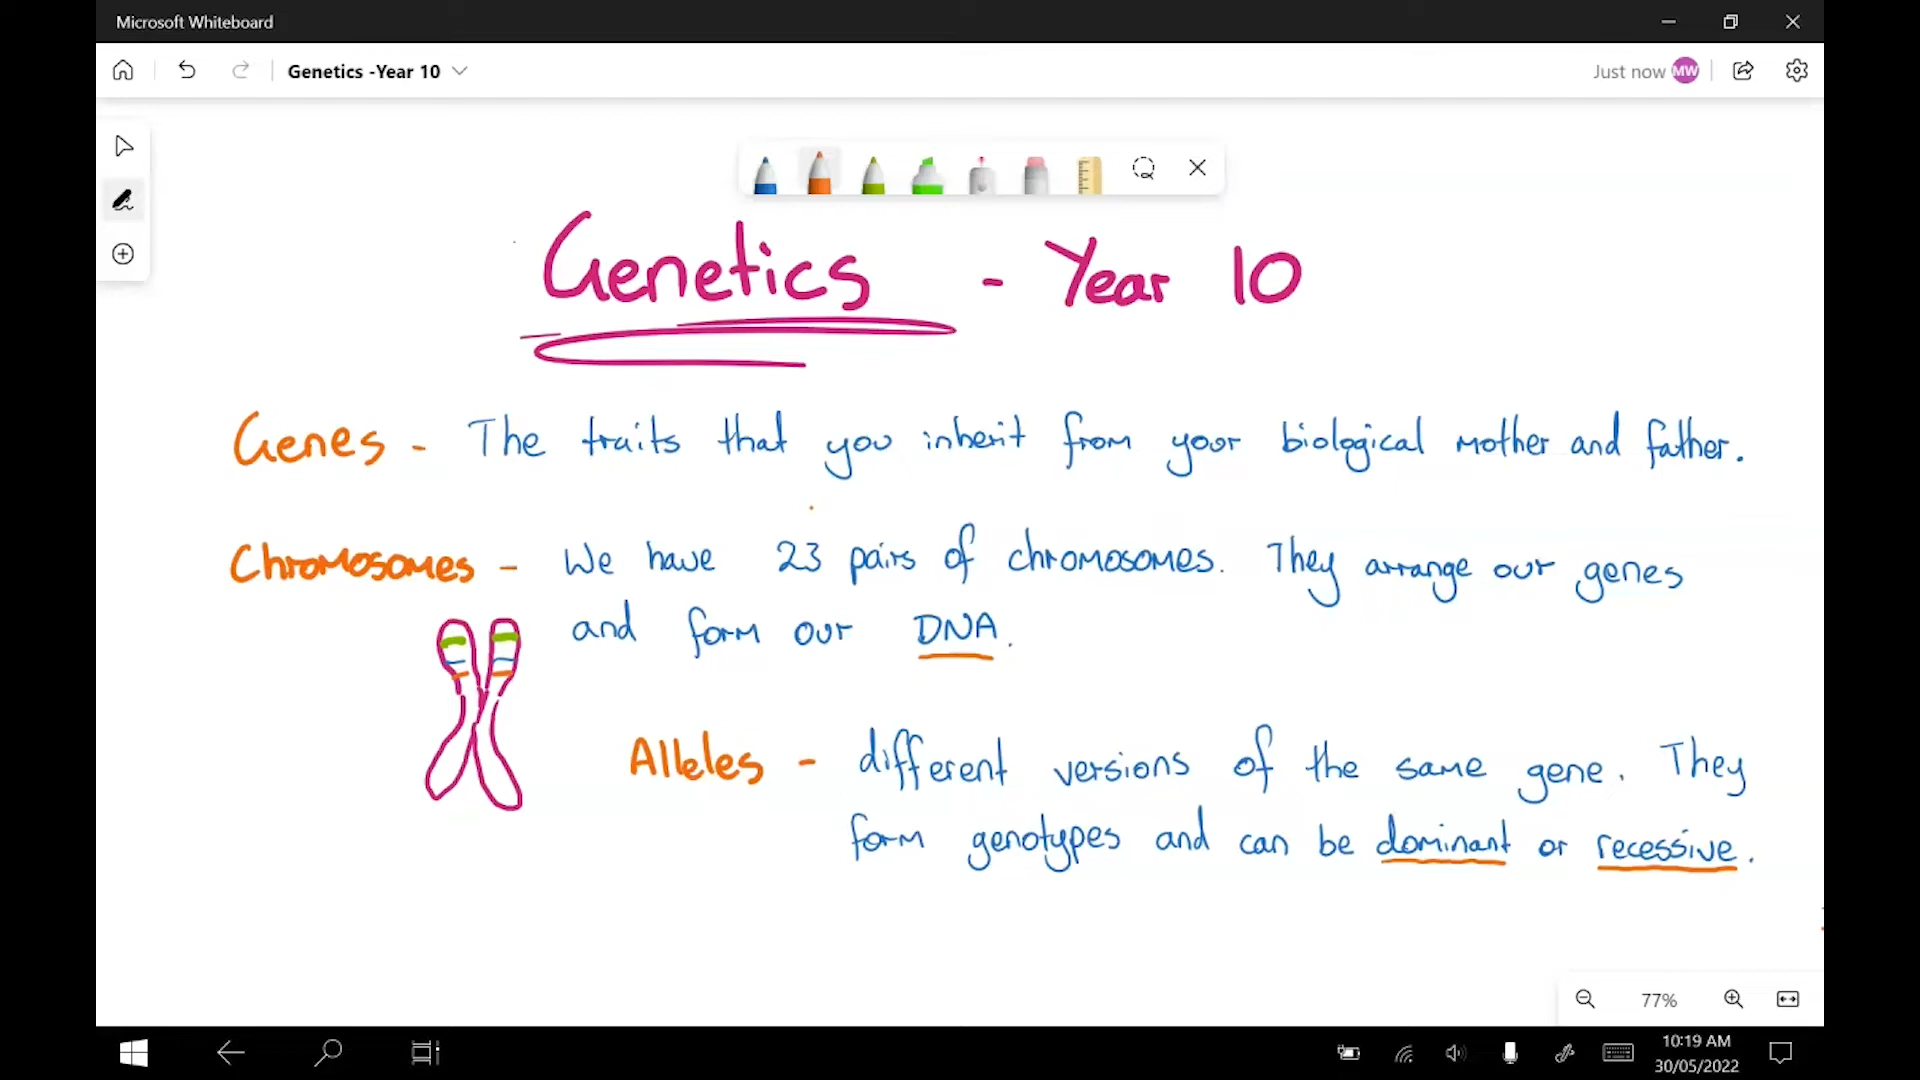 Microsoft Whiteboard
Genetics -Year 10
Just now MW
Genetics - Year 10
Genes - The traits that you inherit from your biological mother and father.
Chromosomes - We have 23 pairs of chromosomes. They arrange our genes
and form our DNA.
Alleles - different versions of the same gene. They
form genotypes and can be dominant or recessive.
77%
10:19 AM
30/05/2022